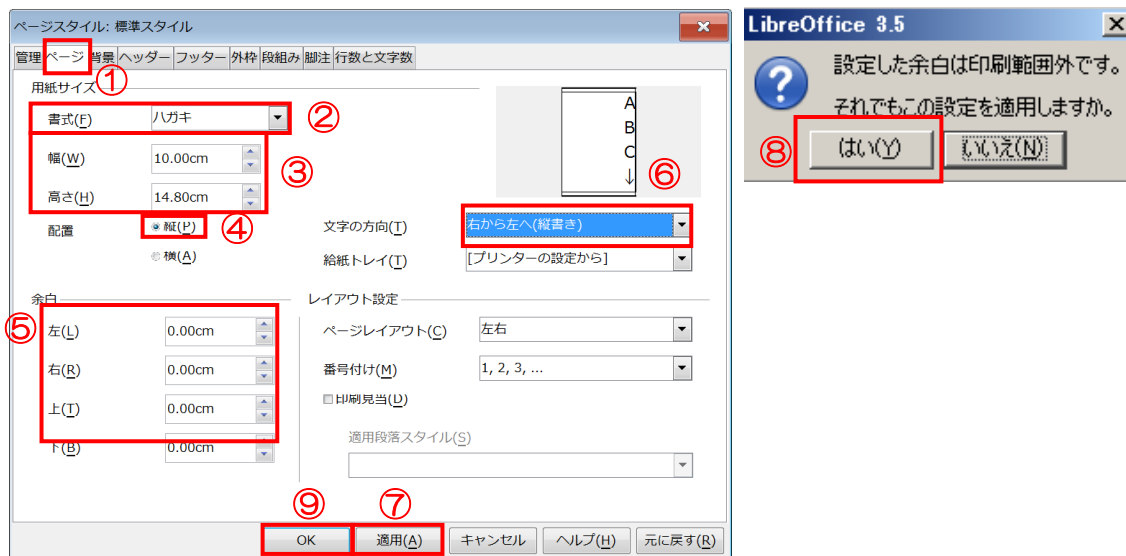 ページスタイル: 標準スタイル
管理 ページ 背景 ヘッダー フッター 外枠 段組み 脚注 行数と文字数
①
用紙サイズ
書式(F) ハガキ ②
幅(W) 10.00cm
③
高さ(H) 14.80cm
配置 縦(P) ④
横(A)
A
B
C
↓
⑥
文字の方向(T) 右から左へ(縦書き)
給紙トレイ(T) [プリンターの設定から]
余白
⑤
左(L) 0.00cm
右(R) 0.00cm
上(T) 0.00cm
下(B) 0.00cm
レイアウト設定
ページレイアウト(C) 左右
番号付け(M) 1, 2, 3, ...
印刷見当(D)
適用段落スタイル(S)
⑨ ⑦
OK 適用(A) キャンセル ヘルプ(H) 元に戻す(R)
LibreOffice 3.5
?
設定した余白は印刷範囲外です。
それでもこの設定を適用しますか。
⑧ はい(Y) いいえ(N)